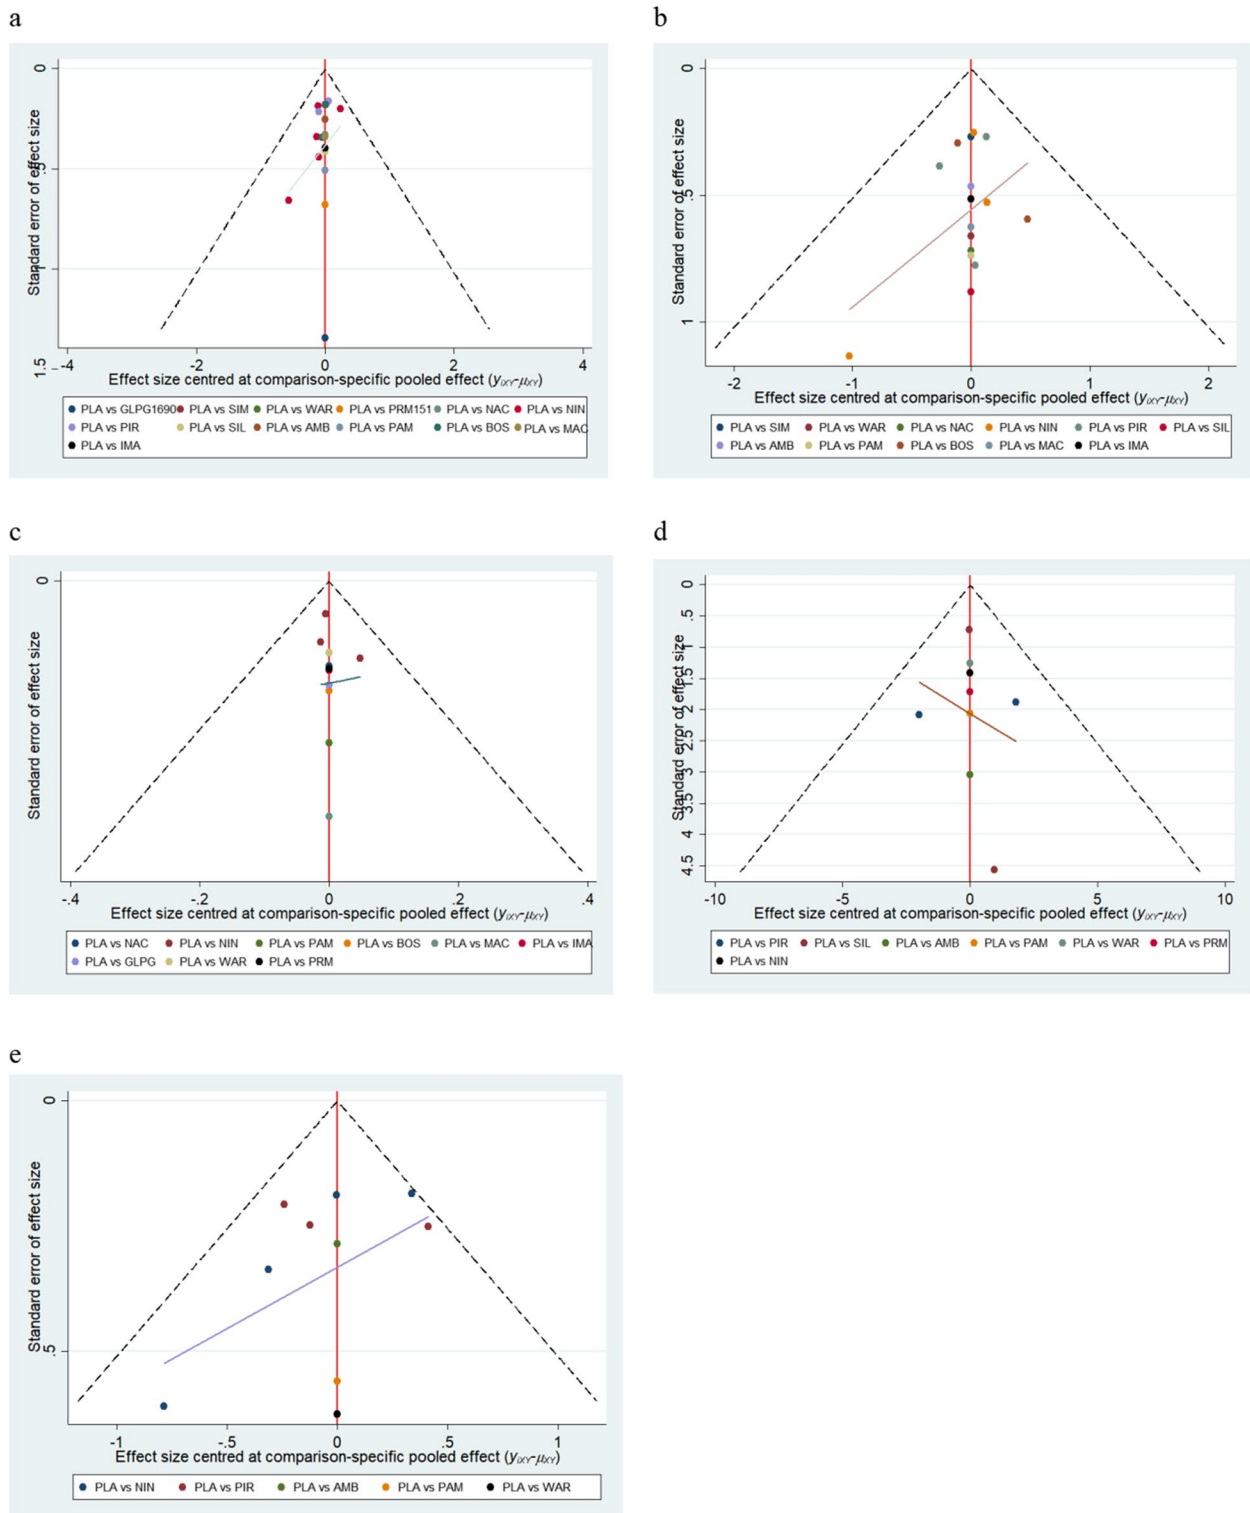 a
0
.5
1
1.5
Standard error of effect size
-4 -2 0 2 4
Effect size centred at comparison-specific pooled effect (yiXY-μXY)
PLA vs GLPG1690 PLA vs SIM PLA vs WAR PLA vs PRM151 PLA vs NAC PLA vs NIN
PLA vs PIR PLA vs SIL PLA vs AMB PLA vs PAM PLA vs BOS PLA vs MAC
PLA vs IMA
b
0
.5
1
Standard error of effect size
-2 -1 0 1 2
Effect size centred at comparison-specific pooled effect (yiXY-μXY)
PLA vs SIM PLA vs WAR PLA vs NAC PLA vs NIN PLA vs PIR PLA vs SIL
PLA vs AMB PLA vs PAM PLA vs BOS PLA vs MAC PLA vs IMA
c
0
Standard error of effect size
-.4 -.2 0 .2 .4
Effect size centred at comparison-specific pooled effect (yiXY-μXY)
PLA vs NAC PLA vs NIN PLA vs PAM PLA vs BOS PLA vs MAC PLA vs IMA
PLA vs GLPG PLA vs WAR PLA vs PRM
d
0
.5
1
1.5
2
2.5
3
3.5
4
4.5
Standard error of effect size
-10 -5 0 5 10
Effect size centred at comparison-specific pooled effect (yiXY-μXY)
PLA vs PIR PLA vs SIL PLA vs AMB PLA vs PAM PLA vs WAR PLA vs PRM
PLA vs NIN
e
0
.5
Standard error of effect size
-1 -.5 0 .5 1
Effect size centred at comparison-specific pooled effect (yiXY-μXY)
PLA vs NIN PLA vs PIR PLA vs AMB PLA vs PAM PLA vs WAR